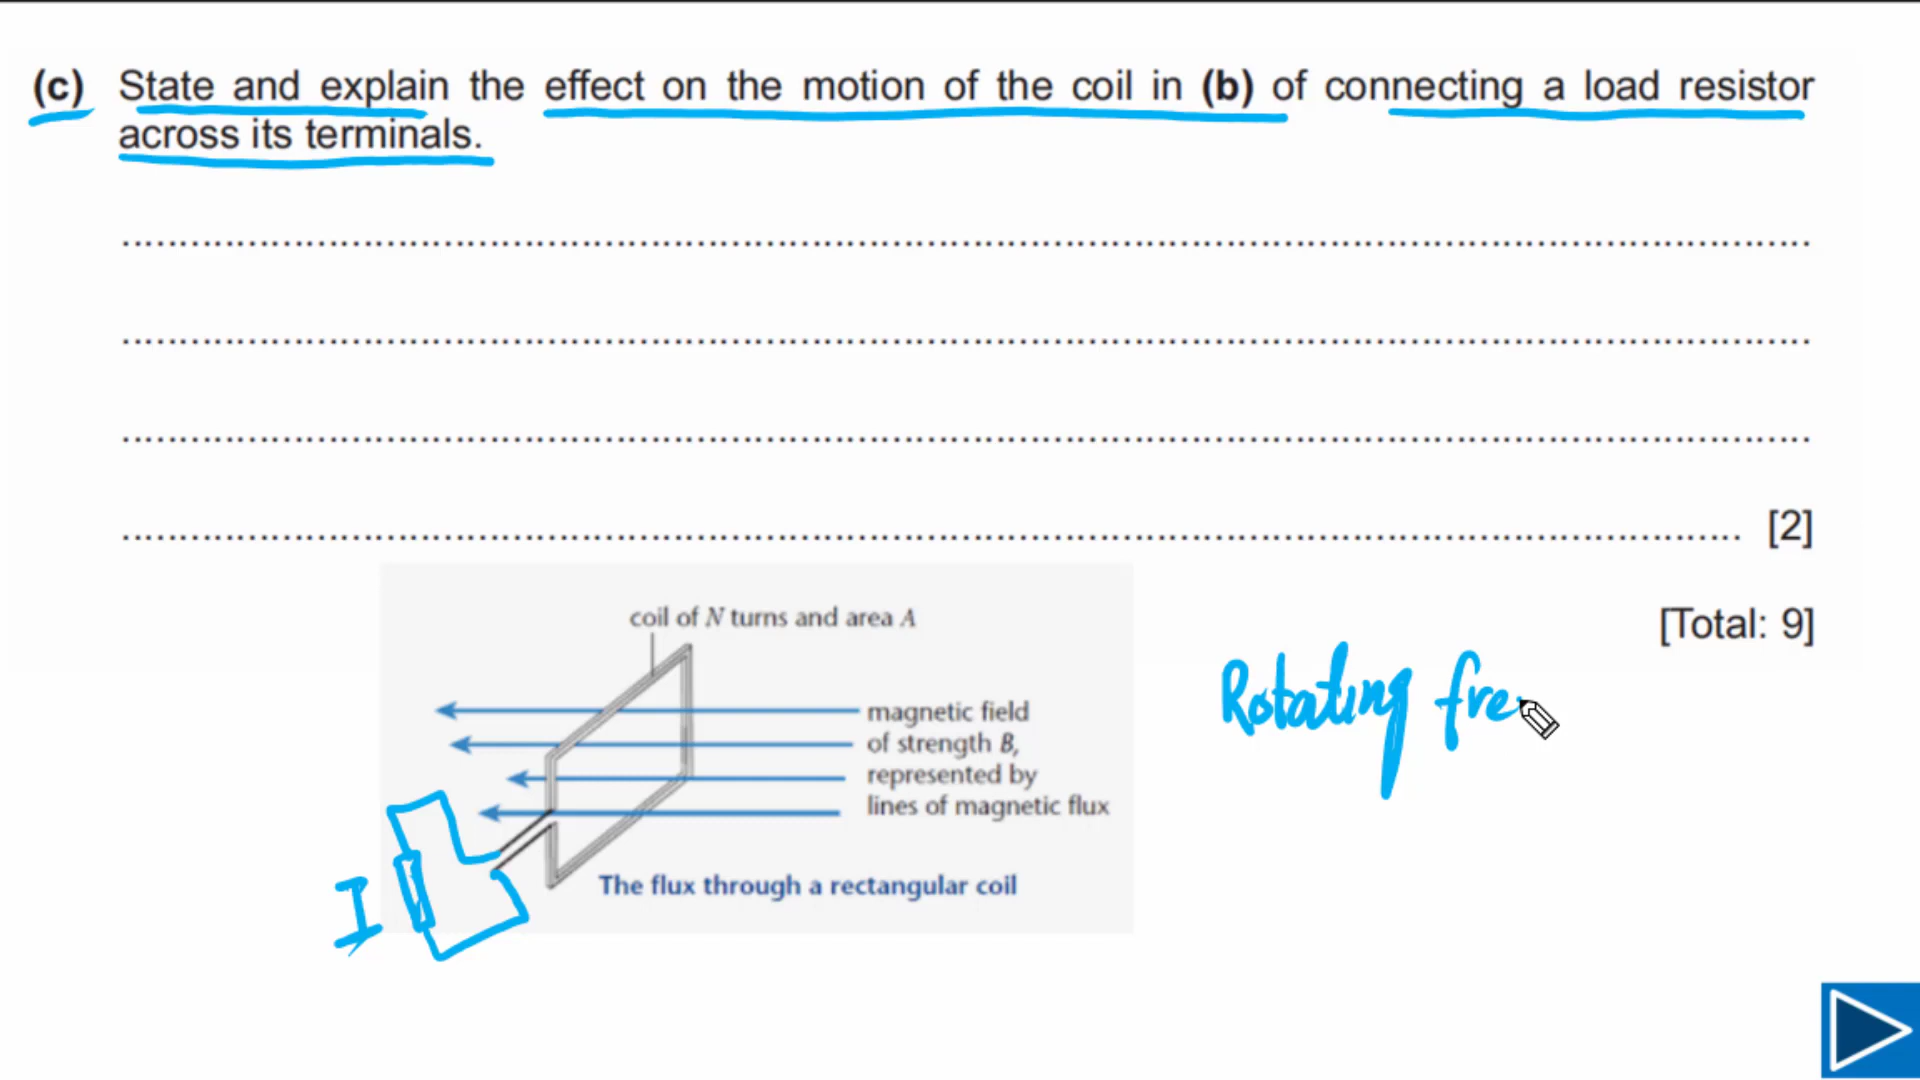 (c) State and explain the effect on the motion of the coil in (b) of connecting a load resistor
across its terminals.
[2]
[Total: 9]
coil of N turns and area A
magnetic field
of strength B,
represented by
lines of magnetic flux
The flux through a rectangular coil
I
Rotating fre